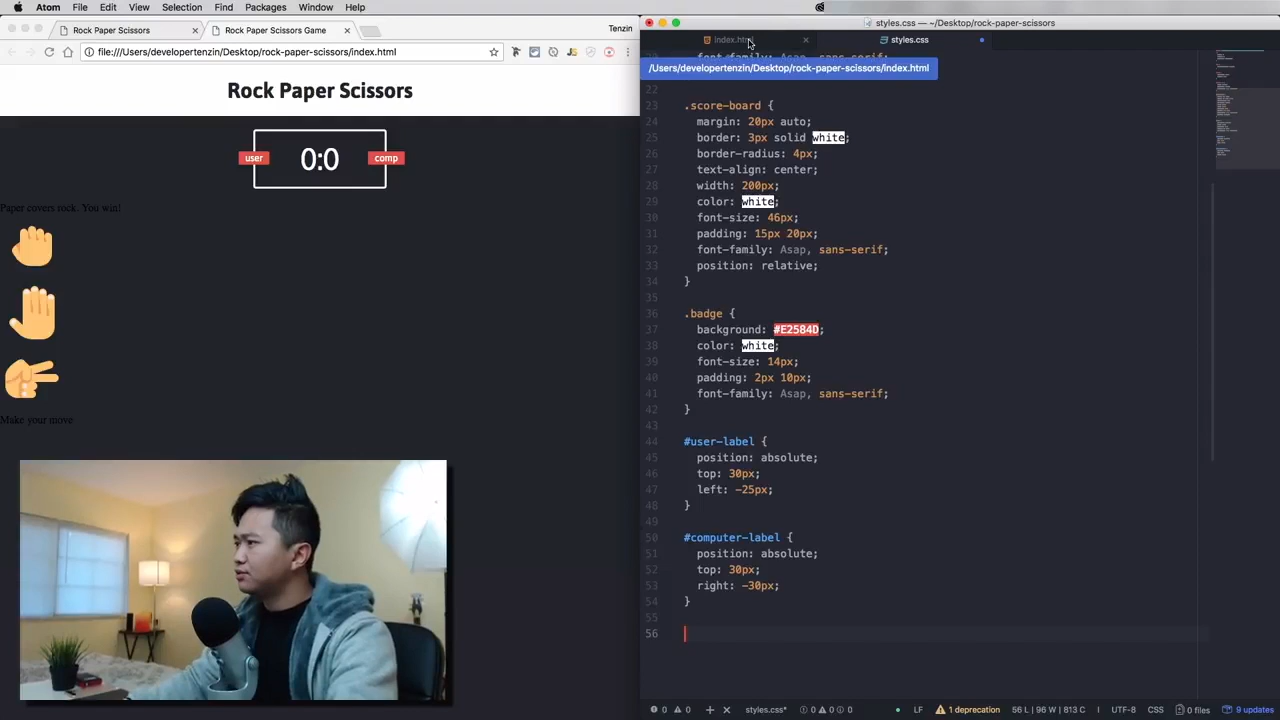 Atom File Edit View Selection Find Packages Window Help
Rock Paper Scissors
Rock Paper Scissors Game
Tenzin
file:///Users/developertenzin/Desktop/rock-paper-scissors/index.html
Rock Paper Scissors
user
0:0
comp
Paper covers rock. You win!
Make your move
styles.css — ~/Desktop/rock-paper-scissors
index.html
styles.css
/Users/developertenzin/Desktop/rock-paper-scissors/index.html
22
23 .score-board {
24 margin: 20px auto;
25 border: 3px solid white;
26 border-radius: 4px;
27 text-align: center;
28 width: 200px;
29 color: white;
30 font-size: 46px;
31 padding: 15px 20px;
32 font-family: Asap, sans-serif;
33 position: relative;
34 }
35
36 .badge {
37 background: #E2584D;
38 color: white;
39 font-size: 14px;
40 padding: 2px 10px;
41 font-family: Asap, sans-serif;
42 }
43
44 #user-label {
45 position: absolute;
46 top: 30px;
47 left: -25px;
48 }
49
50 #computer-label {
51 position: absolute;
52 top: 30px;
53 right: -30px;
54 }
55
56
0 0 styles.css* 0 0 0 LF 1 deprecation 56 L | 96 W | 813 C UTF-8 CSS 0 files 9 updates